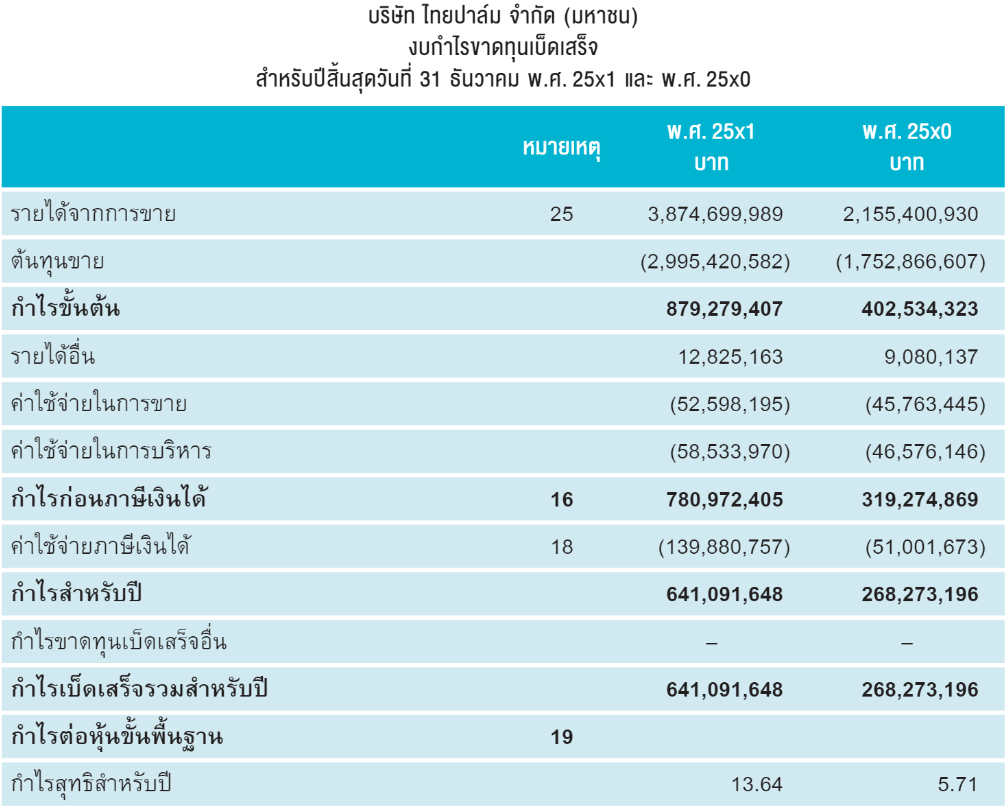 บริษัท ไทยปาล์ม จำกัด (มหาชน)
งบกำไรขาดทุนเบ็ดเสร็จ
สำหรับปีสิ้นสุดวันที่ 31 ธันวาคม พ.ศ. 25x1 และ พ.ศ. 25x0
หมายเหตุ พ.ศ. 25x1 บาท พ.ศ. 25x0 บาท
รายได้จากการขาย 25 3,874,699,989 2,155,400,930
ต้นทุนขาย (2,995,420,582) (1,752,866,607)
กำไรขั้นต้น 879,279,407 402,534,323
รายได้อื่น 12,825,163 9,080,137
ค่าใช้จ่ายในการขาย (52,598,195) (45,763,445)
ค่าใช้จ่ายในการบริหาร (58,533,970) (46,576,146)
กำไรก่อนภาษีเงินได้ 16 780,972,405 319,274,869
ค่าใช้จ่ายภาษีเงินได้ 18 (139,880,757) (51,001,673)
กำไรสำหรับปี 641,091,648 268,273,196
กำไรขาดทุนเบ็ดเสร็จอื่น – –
กำไรเบ็ดเสร็จรวมสำหรับปี 641,091,648 268,273,196
กำไรต่อหุ้นขั้นพื้นฐาน 19
กำไรสุทธิสำหรับปี 13.64 5.71